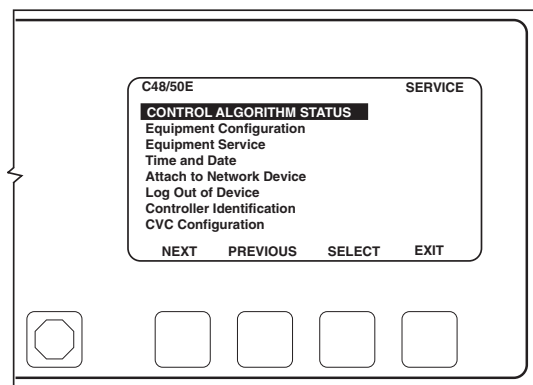 C48/50E SERVICE
CONTROL ALGORITHM STATUS
Equipment Configuration
Equipment Service
Time and Date
Attach to Network Device
Log Out of Device
Controller Identification
CVC Configuration
NEXT PREVIOUS SELECT EXIT